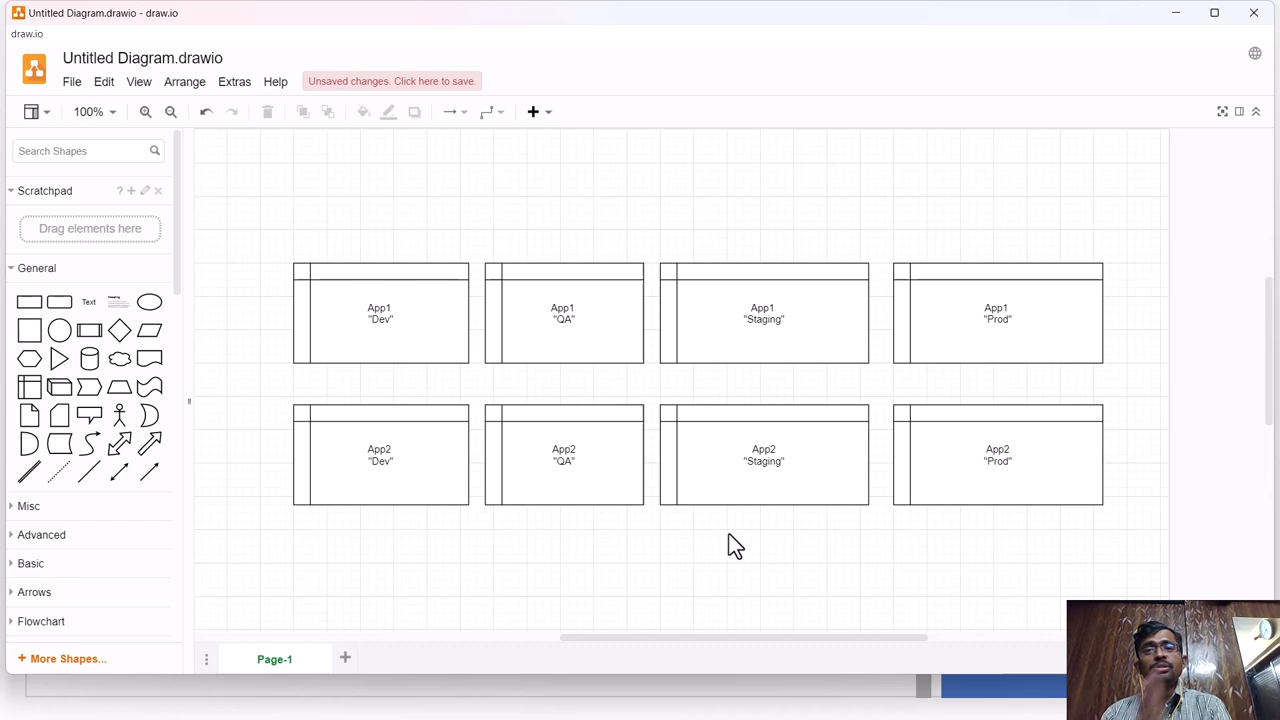 Untitled Diagram.drawio - draw.io
draw.io
Untitled Diagram.drawio
File Edit View Arrange Extras Help Unsaved changes. Click here to save.
100%
Search Shapes
Scratchpad ?
Drag elements here
General
Text
Heading
Misc
Advanced
Basic
Arrows
Flowchart
+ More Shapes...
App1
"Dev"
App1
"QA"
App1
"Staging"
App1
"Prod"
App2
"Dev"
App2
"QA"
App2
"Staging"
App2
"Prod"
Page-1